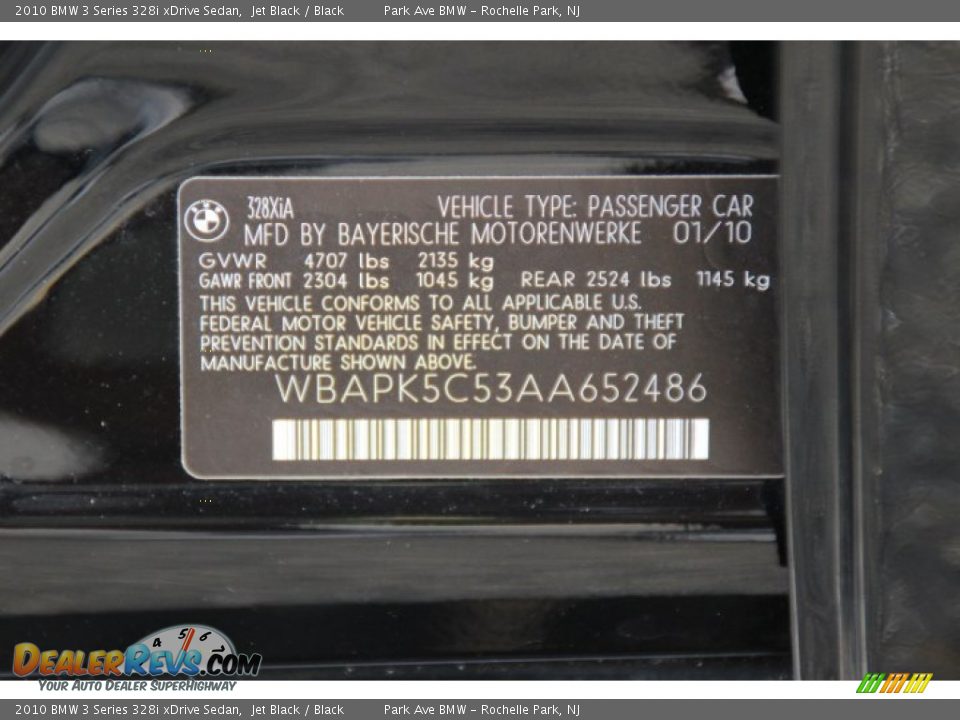 2010 BMW 3 Series 328i xDrive Sedan, Jet Black / Black Park Ave BMW – Rochelle Park, NJ
328XiA VEHICLE TYPE: PASSENGER CAR
MFD BY BAYERISCHE MOTORENWERKE 01/10
GVWR 4707 lbs 2135 kg
GAWR FRONT 2304 lbs 1045 kg REAR 2524 lbs 1145 kg
THIS VEHICLE CONFORMS TO ALL APPLICABLE U.S.
FEDERAL MOTOR VEHICLE SAFETY, BUMPER AND THEFT
PREVENTION STANDARDS IN EFFECT ON THE DATE OF
MANUFACTURE SHOWN ABOVE.
WBAPK5C53AA652486
4 5 6
DEALERREVS.COM
YOUR AUTO DEALER SUPERHIGHWAY
2010 BMW 3 Series 328i xDrive Sedan, Jet Black / Black Park Ave BMW – Rochelle Park, NJ